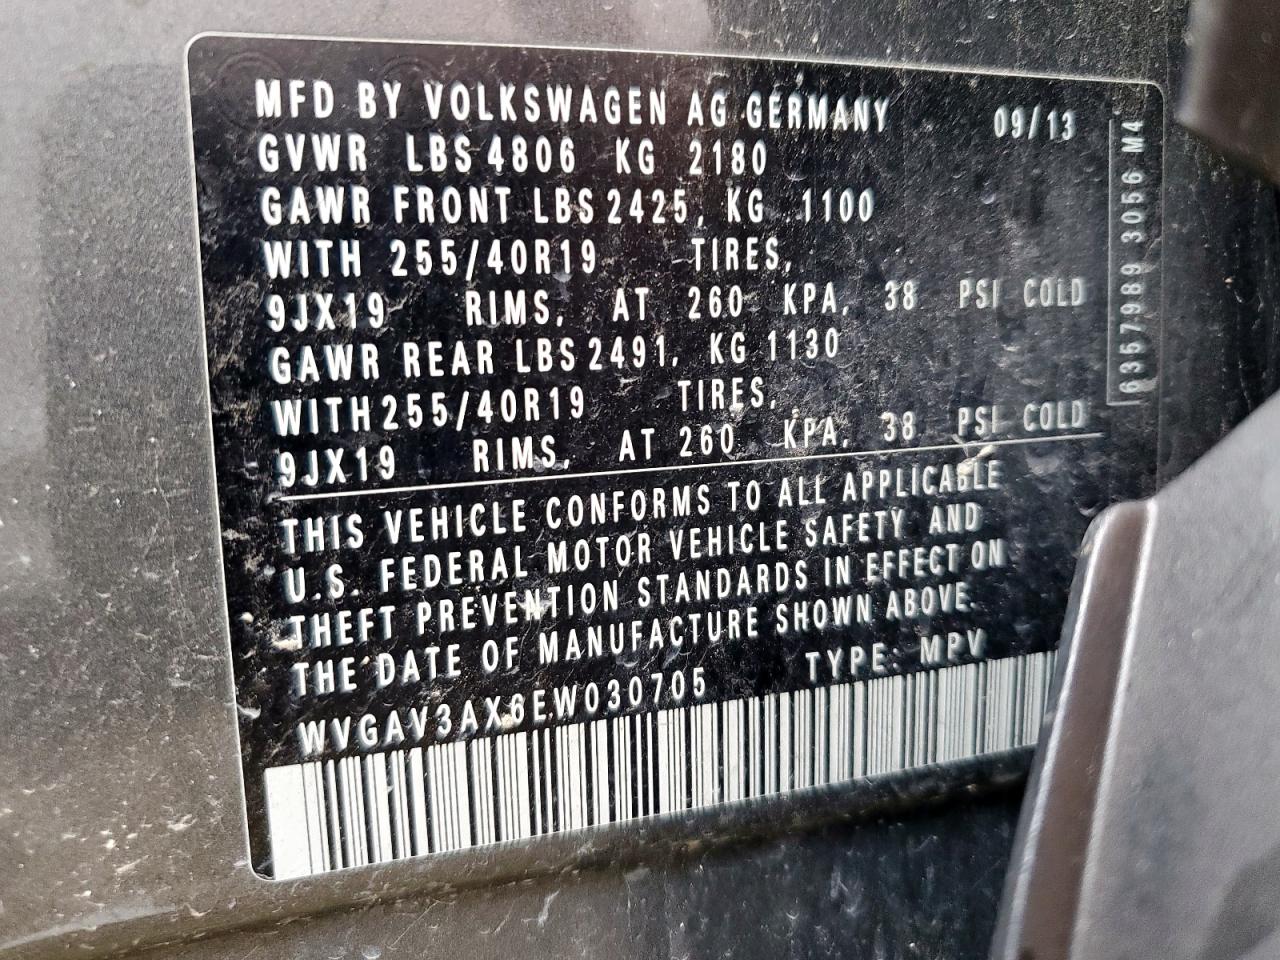 MFD BY VOLKSWAGEN AG GERMANY 09/13
GVWR LBS 4806 KG 2180
GAWR FRONT LBS 2425, KG 1100
WITH 255/40R19 TIRES,
9JX19 RIMS, AT 260 KPA, 38 PSI COLD
GAWR REAR LBS 2491, KG 1130
WITH 255/40R19 TIRES,
9JX19 RIMS, AT 260 KPA, 38 PSI COLD
THIS VEHICLE CONFORMS TO ALL APPLICABLE
U.S. FEDERAL MOTOR VEHICLE SAFETY AND
THEFT PREVENTION STANDARDS IN EFFECT ON
THE DATE OF MANUFACTURE SHOWN ABOVE.
WVGAV3AX6EW030705 TYPE: MPV
6357989 3056 M4